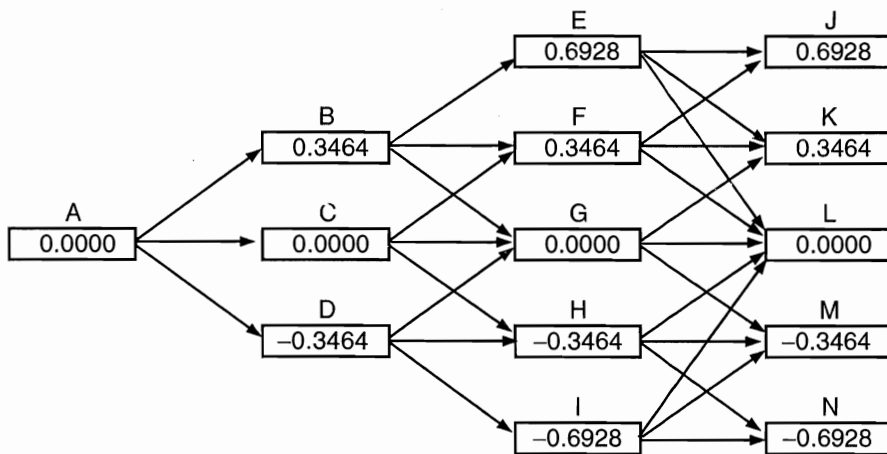 E J
0.6928 0.6928
B F K
0.3464 0.3464 0.3464
A C G L
0.0000 0.0000 0.0000 0.0000
D H M
−0.3464 −0.3464 −0.3464
I N
−0.6928 −0.6928